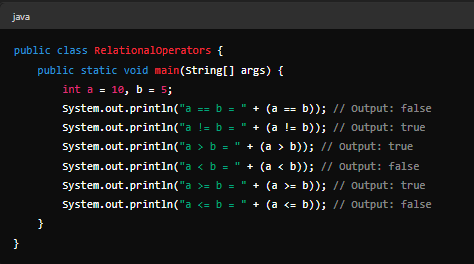 java
public class RelationalOperators {
    public static void main(String[] args) {
        int a = 10, b = 5;
        System.out.println("a == b = " + (a == b)); // Output: false
        System.out.println("a != b = " + (a != b)); // Output: true
        System.out.println("a > b = " + (a > b)); // Output: true
        System.out.println("a < b = " + (a < b)); // Output: false
        System.out.println("a >= b = " + (a >= b)); // Output: true
        System.out.println("a <= b = " + (a <= b)); // Output: false
    }
}